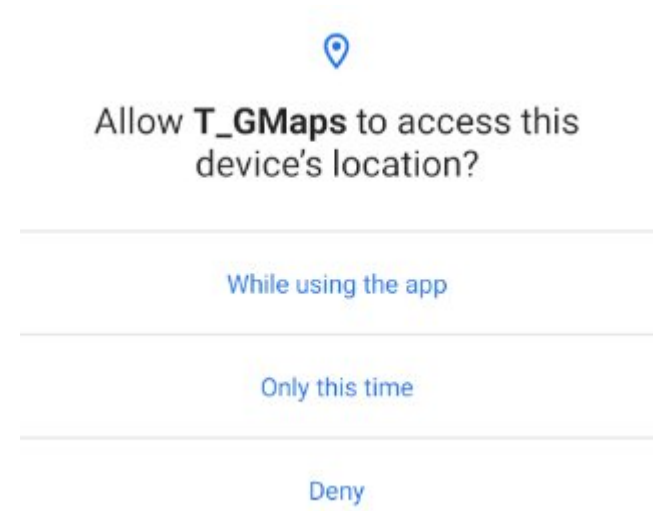 Allow T_GMaps to access this
device’s location?
While using the app
Only this time
Deny